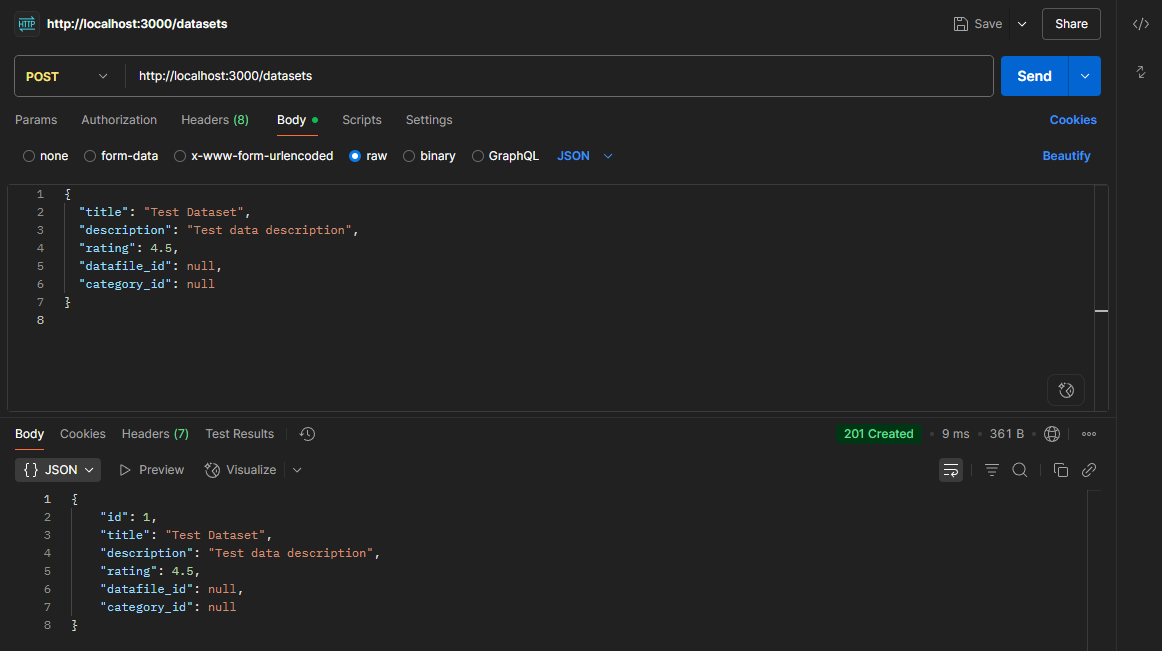 HTTP http://localhost:3000/datasets Save Share
POST http://localhost:3000/datasets Send
Params Authorization Headers (8) Body Scripts Settings Cookies
none form-data x-www-form-urlencoded raw binary GraphQL JSON Beautify
1 {
2 "title": "Test Dataset",
3 "description": "Test data description",
4 "rating": 4.5,
5 "datafile_id": null,
6 "category_id": null
7 }
8
Body Cookies Headers (7) Test Results 201 Created 9 ms 361 B
{} JSON Preview Visualize
1 {
2 "id": 1,
3 "title": "Test Dataset",
4 "description": "Test data description",
5 "rating": 4.5,
6 "datafile_id": null,
7 "category_id": null
8 }